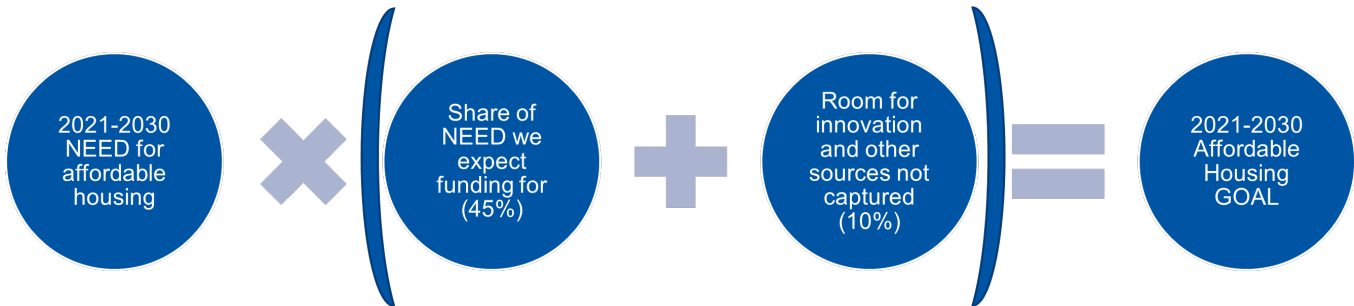 2021-2030
NEED for
affordable
housing
Share of
NEED we
expect
funding for
(45%)
Room for
innovation
and other
sources not
captured
(10%)
2021-2030
Affordable
Housing
GOAL